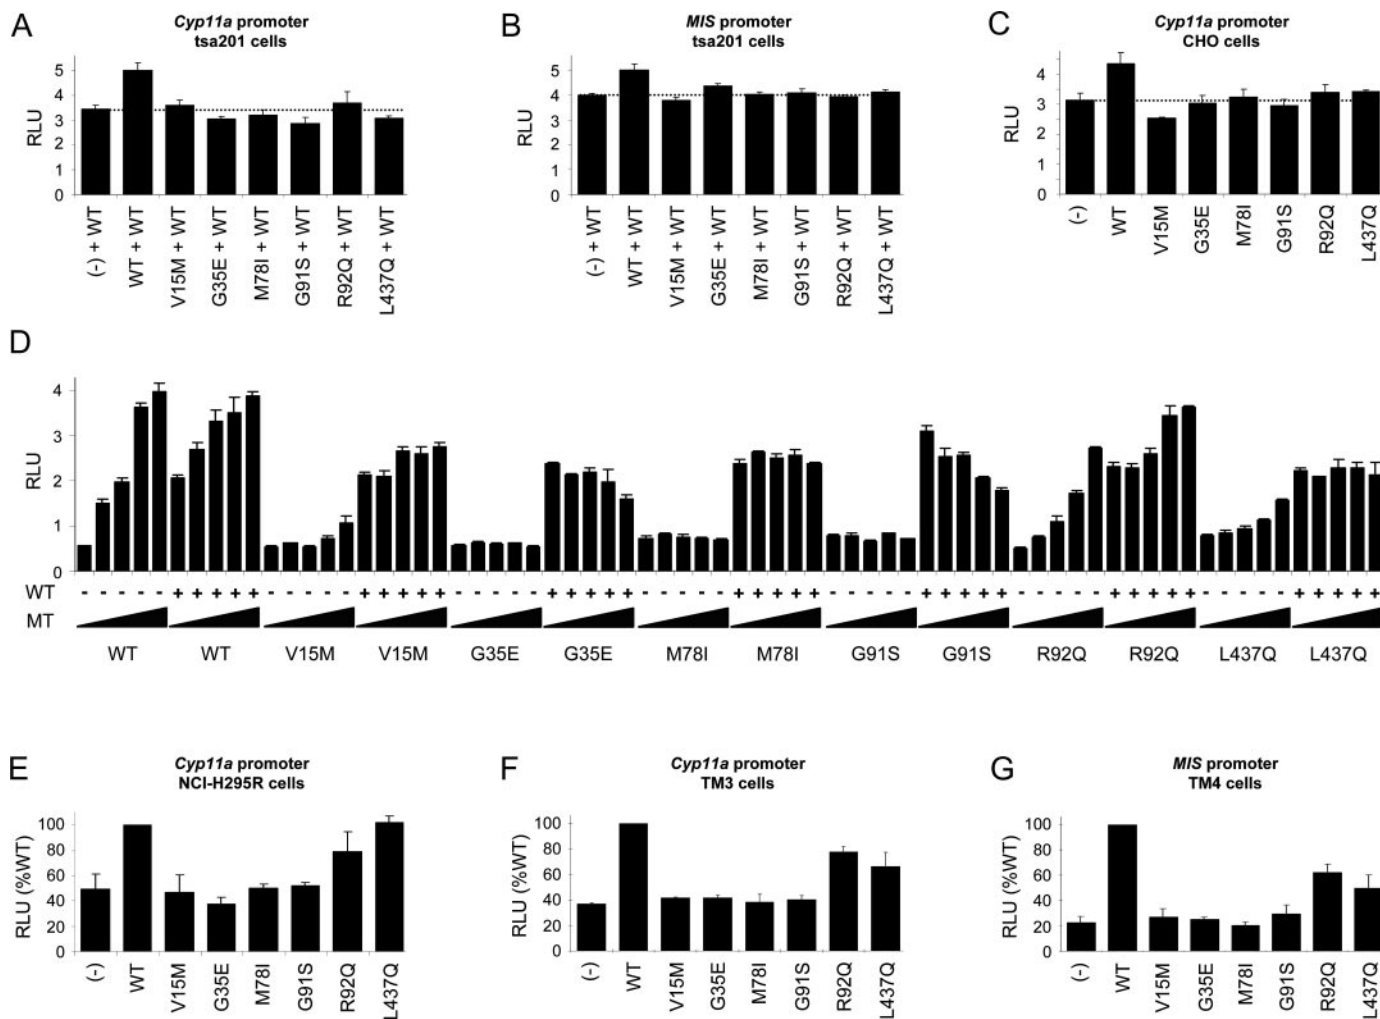 A
Cyp11a promoter
tsa201 cells
RLU
5
4
3
2
1
0
(-) + WT
WT + WT
V15M + WT
G35E + WT
M78I + WT
G91S + WT
R92Q + WT
L437Q + WT
B
MIS promoter
tsa201 cells
RLU
5
4
3
2
1
0
(-) + WT
WT + WT
V15M + WT
G35E + WT
M78I + WT
G91S + WT
R92Q + WT
L437Q + WT
C
Cyp11a promoter
CHO cells
RLU
4
3
2
1
0
(-)
WT
V15M
G35E
M78I
G91S
R92Q
L437Q
D
RLU
4
3
2
1
0
WT - - - - - + + + + + - - - - - + + + + + - - - - - + + + + + - - - - - + + + + + - - - - - + + + + + - - - - - + + + + + - - - - - + + + + +
MT
WT WT V15M V15M G35E G35E M78I M78I G91S G91S R92Q R92Q L437Q L437Q
E
Cyp11a promoter
NCI-H295R cells
RLU (%WT)
100
80
60
40
20
0
(-)
WT
V15M
G35E
M78I
G91S
R92Q
L437Q
F
Cyp11a promoter
TM3 cells
RLU (%WT)
100
80
60
40
20
0
(-)
WT
V15M
G35E
M78I
G91S
R92Q
L437Q
G
MIS promoter
TM4 cells
RLU (%WT)
100
80
60
40
20
0
(-)
WT
V15M
G35E
M78I
G91S
R92Q
L437Q